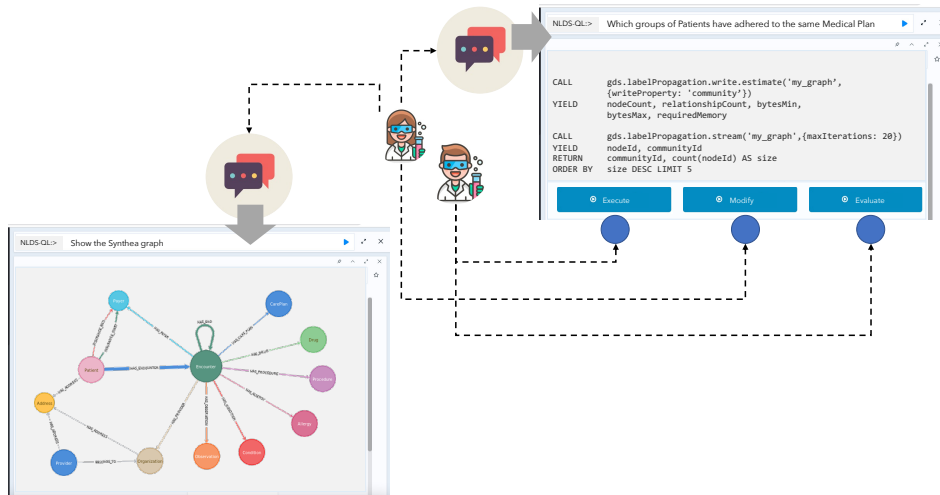 NLDS-QL:> Which groups of Patients have adhered to the same Medical Plan
CALL gds.labelPropagation.write.estimate('my_graph',
{writeProperty: 'community'})
YIELD nodeCount, relationshipCount, bytesMin,
bytesMax, requiredMemory
CALL gds.labelPropagation.stream('my_graph',{maxIterations: 20})
YIELD nodeId, communityId
RETURN communityId, count(nodeId) AS size
ORDER BY size DESC LIMIT 5
Execute Modify Evaluate
NLDS-QL:> Show the Synthea graph
Payer
CarePlan
Drug
Encounter
Patient
HAS_ENCOUNTER
Procedure
HAS_PROCEDURE
Address
Allergy
Provider
Organization
Observation
Condition